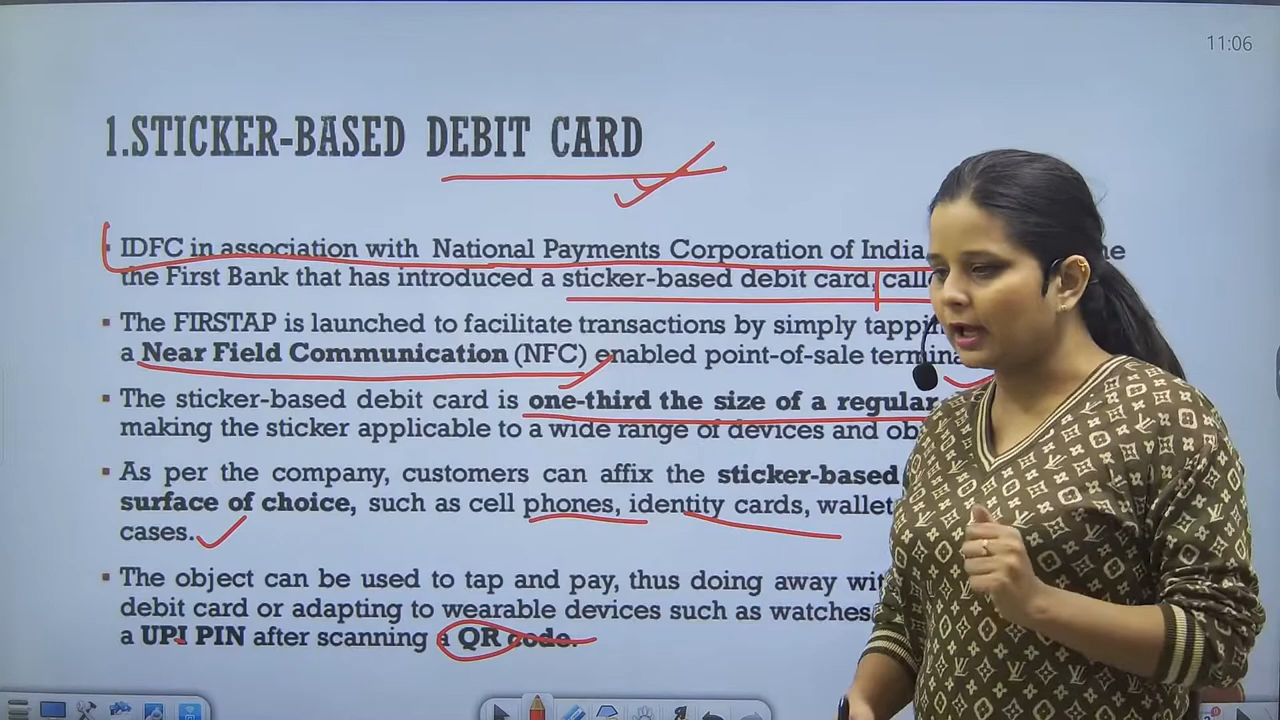 11:06
1.STICKER-BASED DEBIT CARD
▪ IDFC in association with National Payments Corporation of India
the First Bank that has introduced a sticker-based debit card, call
▪ The FIRSTAP is launched to facilitate transactions by simply
a Near Field Communication (NFC) enabled point-of-sale
▪ The sticker-based debit card is one-third the size of a regular
making the sticker applicable to a wide range of devices and
▪ As per the company, customers can affix the sticker-based
surface of choice, such as cell phones, identity cards,
cases.
▪ The object can be used to tap and pay, thus doing away
debit card or adapting to wearable devices such as watches
a UPI PIN after scanning a QR code.